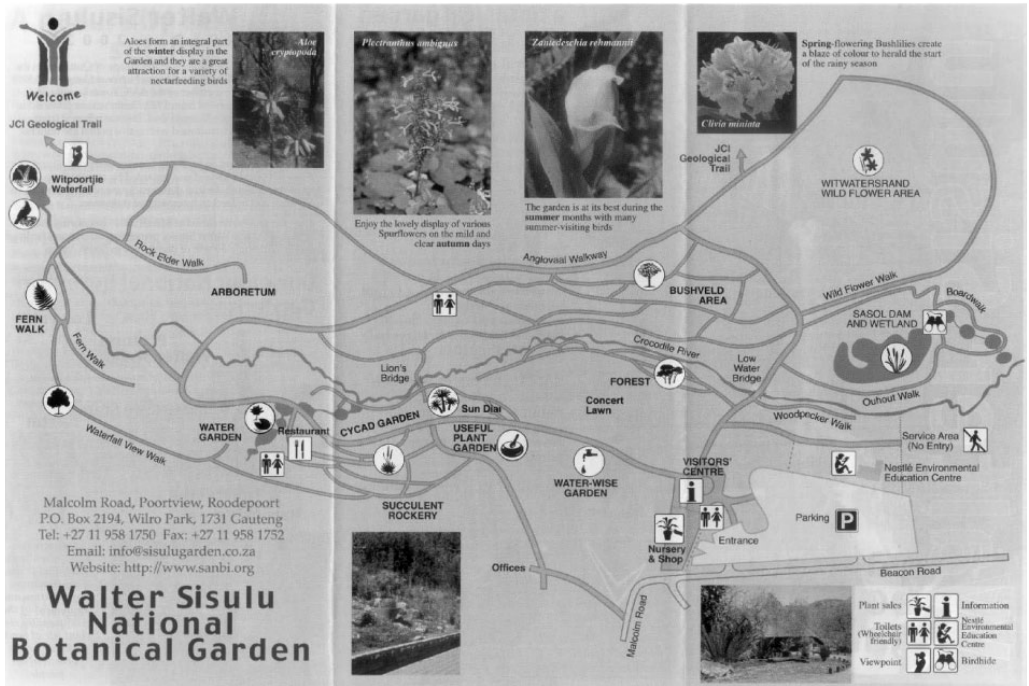 Welcome
Aloes form an integral part
of the winter display in the
Garden and they are a great
attraction for a variety of
nectarfeeding birds
Aloe
cryptopoda
Plectranthus ambiguus
Enjoy the lovely display of various
Spurflowers on the mild and
clear autumn days
Zantedeschia rehmannii
The garden is at its best during the
summer months with many
summer-visiting birds
Clivia miniata
Spring-flowering Bushlilies create
a blaze of colour to herald the start
of the rainy season
JCI Geological Trail
Witpoortjie
Waterfall
JCI
Geological
Trail
WITWATERSRAND
WILD FLOWER AREA
Rock Elder Walk
ARBORETUM
Anglovaal Walkway
BUSHVELD
AREA
Wild Flower Walk
Boardwalk
SASOL DAM
AND WETLAND
FERN
WALK
Fern Walk
Lion's
Bridge
Crocodile River
Low
Water
Bridge
FOREST
Concert
Lawn
Ouhout Walk
Woodpecker Walk
Waterfall View Walk
WATER
GARDEN
Restaurant
CYCAD GARDEN
Sun Dial
USEFUL
PLANT
GARDEN
SUCCULENT
ROCKERY
WATER-WISE
GARDEN
VISITORS'
CENTRE
Service Area
(No Entry)
Nestlé Environmental
Education Centre
Parking P
Nursery
& Shop
Entrance
Offices
Malcolm Road
Beacon Road
Malcolm Road, Poortview, Roodepoort
P.O. Box 2194, Wilro Park, 1731 Gauteng
Tel: +27 11 958 1750 Fax: +27 11 958 1752
Email: info@sisulugarden.co.za
Website: http://www.sanbi.org
Walter Sisulu
National
Botanical Garden
Plant sales
Information
Toilets
(Wheelchair
friendly)
Nestlé
Environmental
Education
Centre
Viewpoint
Birdhide